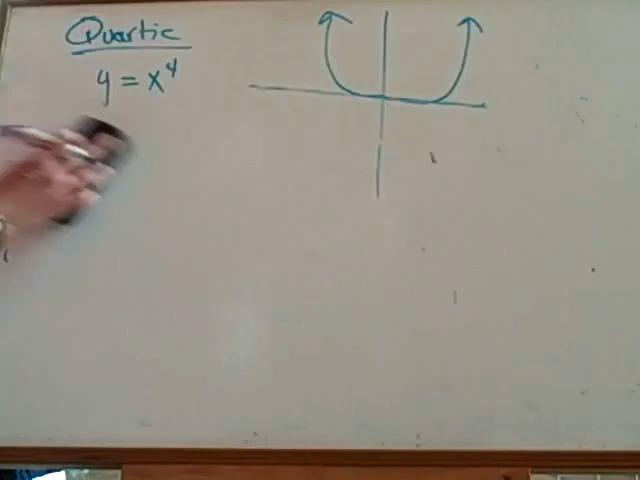 Quartic
y = x⁴